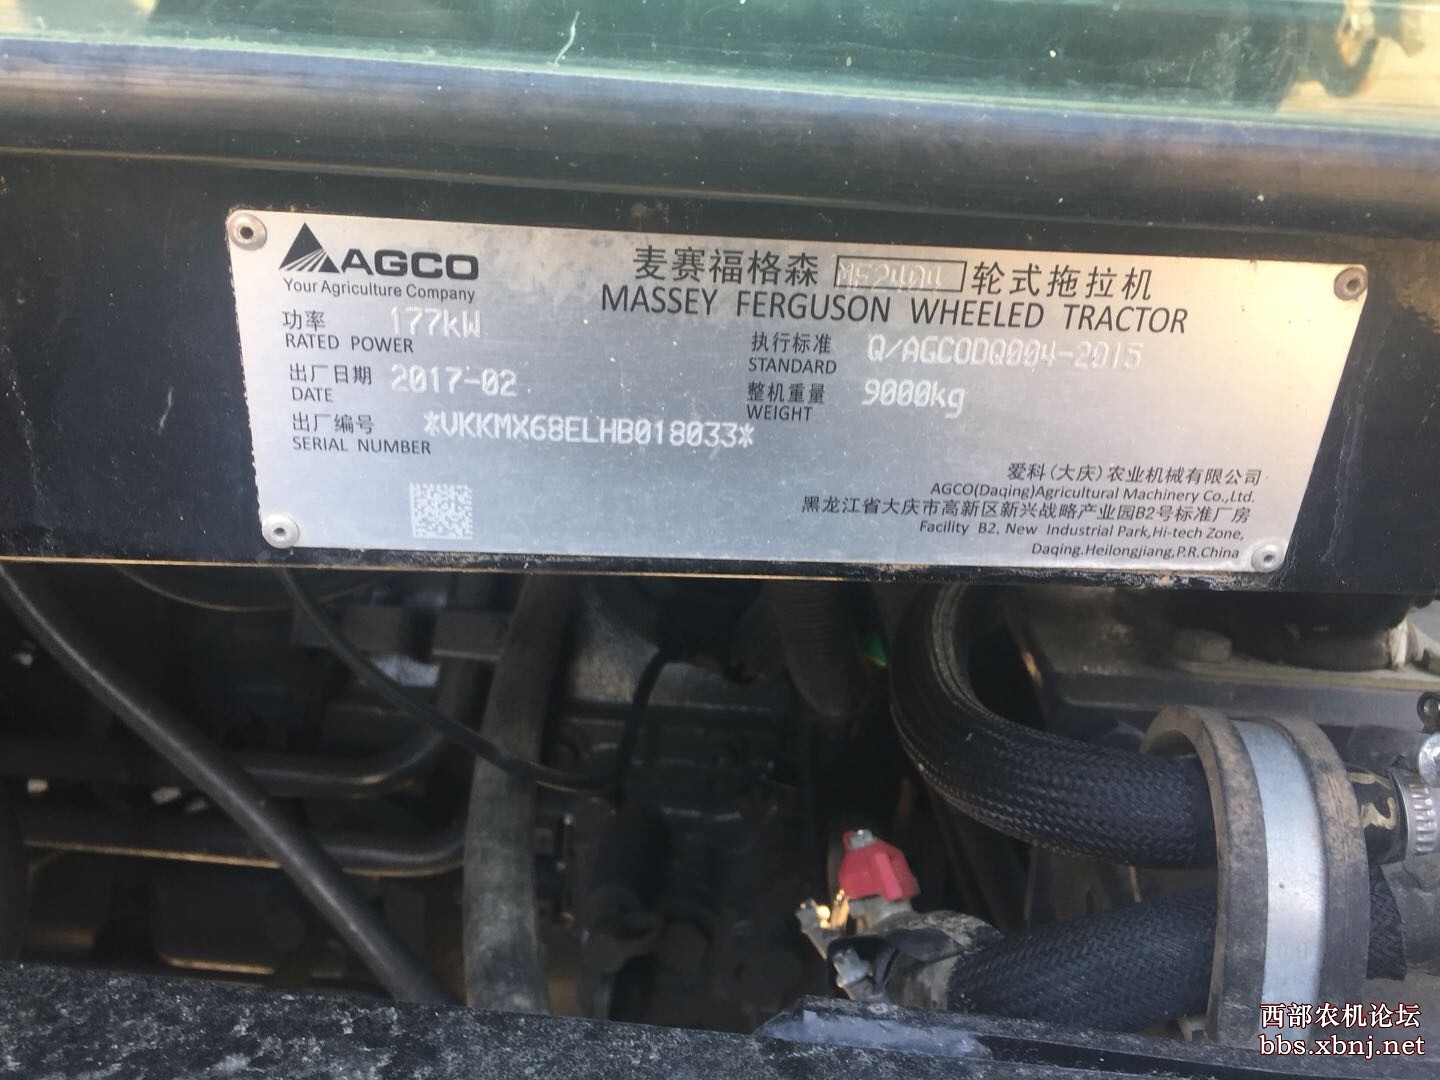 AGCO
Your Agriculture Company
麦赛福格森 MF2404 轮式拖拉机
MASSEY FERGUSON WHEELED TRACTOR
功率 177kW
RATED POWER
执行标准 Q/AGCODQ004-2015
STANDARD
出厂日期 2017-02
DATE
整机重量 9000kg
WEIGHT
出厂编号 *VKKMX68ELHB018033*
SERIAL NUMBER
爱科(大庆)农业机械有限公司
AGCO(Daqing)Agricultural Machinery Co.,Ltd.
黑龙江省大庆市高新区新兴战略产业园B2号标准厂房
Facility B2, New Industrial Park,Hi-tech Zone,
Daqing.Heilongjiang,P.R.China
西部农机论坛
bbs.xbnj.net